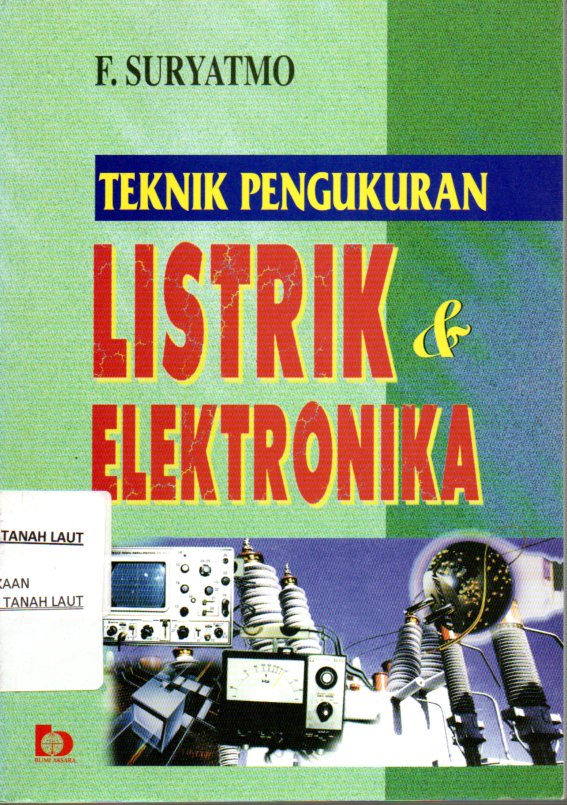 F. SURYATMO
TEKNIK PENGUKURAN
LISTRIK &
ELEKTRONIKA
TANAH LAUT
KAAN
TANAH LAUT
BUMI AKSARA